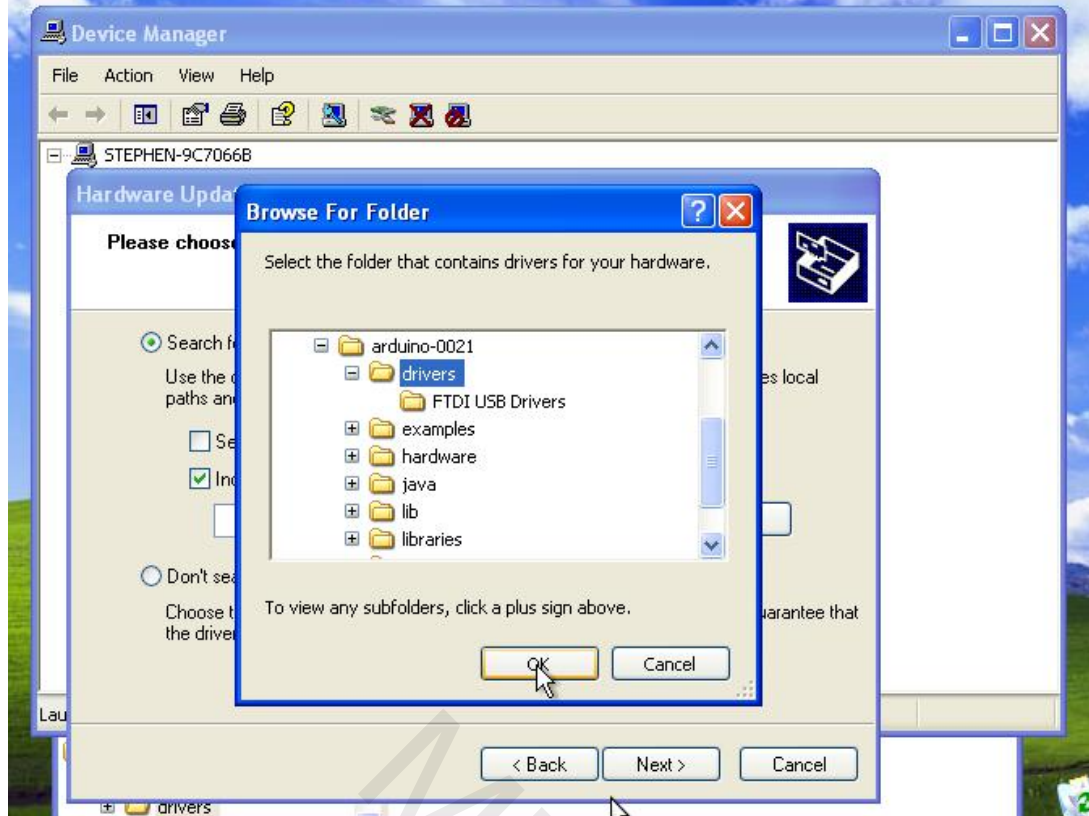 Device Manager
File Action View Help
STEPHEN-9C7066B
Hardware Upda
Browse For Folder
Please choose
Select the folder that contains drivers for your hardware.
Search f
arduino-0021
Use the
drivers
es local
paths an
FTDI USB Drivers
Se
examples
hardware
java
lib
libraries
Don't sea
Choose t
To view any subfolders, click a plus sign above.
uarantee that
the driver
OK Cancel
Lau
< Back Next > Cancel
drivers